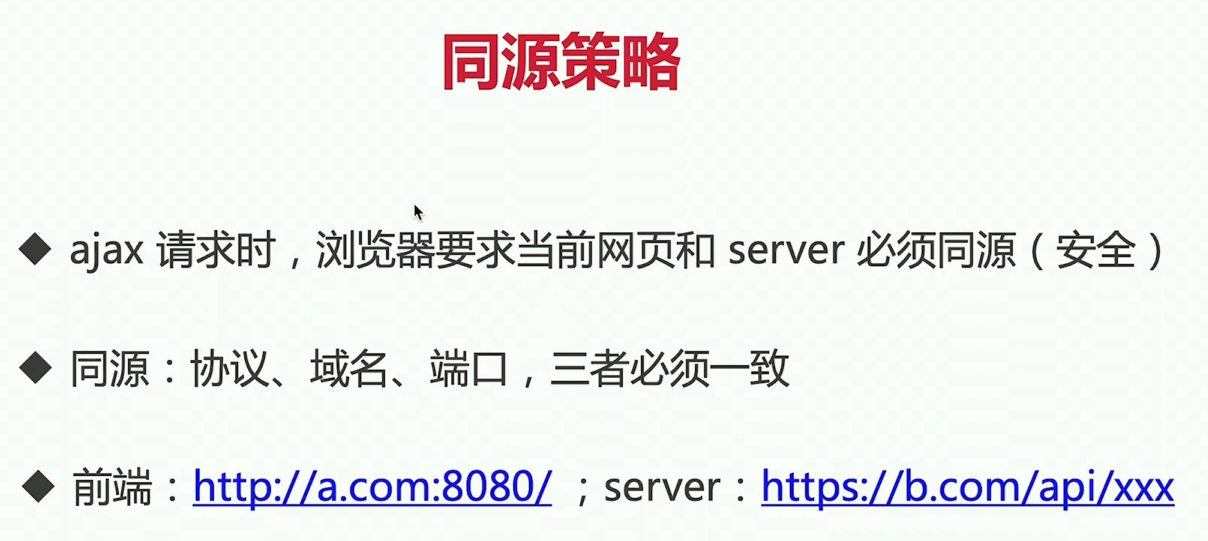 同源策略
◆ ajax 请求时，浏览器要求当前网页和 server 必须同源（安全）
◆ 同源：协议、域名、端口，三者必须一致
◆ 前端：http://a.com:8080/ ；server：https://b.com/api/xxx